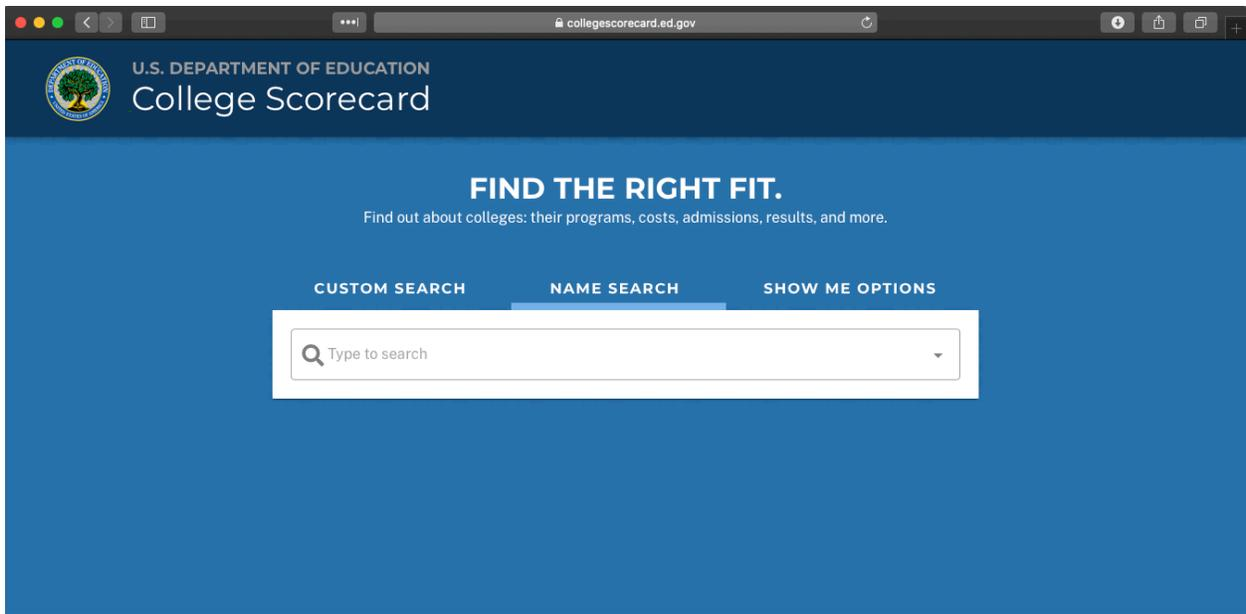 collegescorecard.ed.gov
U.S. DEPARTMENT OF EDUCATION
College Scorecard
FIND THE RIGHT FIT.
Find out about colleges: their programs, costs, admissions, results, and more.
CUSTOM SEARCH NAME SEARCH SHOW ME OPTIONS
Type to search